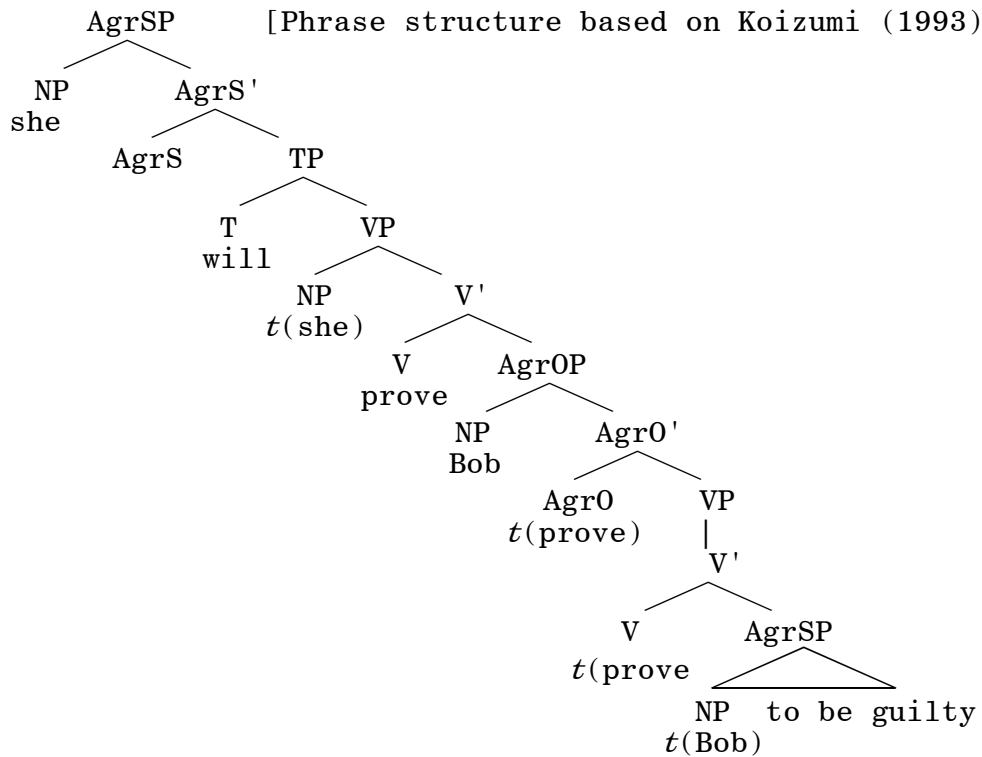 AgrSP [Phrase structure based on Koizumi (1993)
NP AgrS'
she
AgrS TP
T VP
will
NP V'
t(she)
V AgrOP
prove
NP AgrO'
Bob
AgrO VP
t(prove)
V'
V AgrSP
t(prove
NP to be guilty
t(Bob)